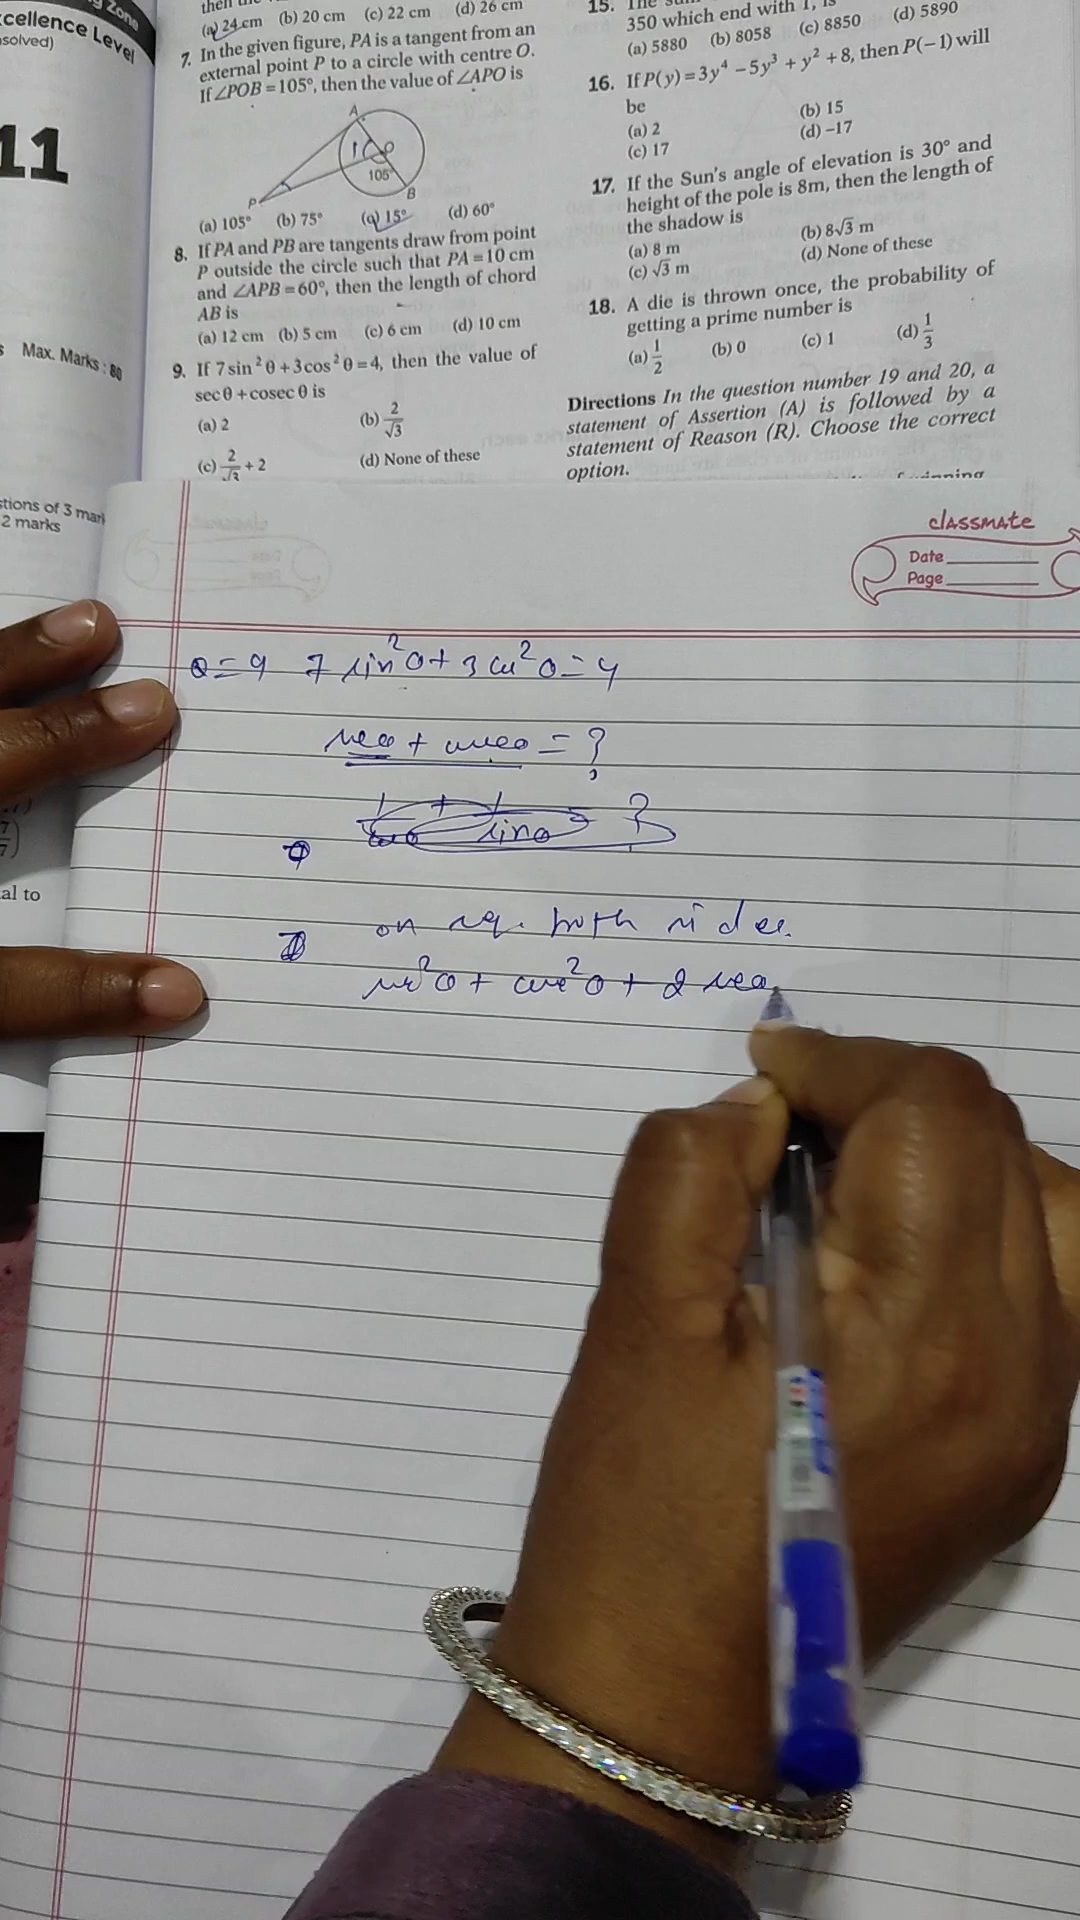 g Zone
cellence Level
solved)
11
s Max. Marks : 80
stions of 3 mark
2 marks
7
7
al to
(a) 24 cm (b) 20 cm (c) 22 cm (d) 26 cm
7. In the given figure, PA is a tangent from an
external point P to a circle with centre O.
If ∠POB = 105°, then the value of ∠APO is
A
O
105°
P
B
(a) 105° (b) 75° (c) 15° (d) 60°
8. If PA and PB are tangents draw from point
P outside the circle such that PA = 10 cm
and ∠APB = 60°, then the length of chord
AB is
(a) 12 cm (b) 5 cm (c) 6 cm (d) 10 cm
9. If 7 sin² θ + 3 cos² θ = 4, then the value of
sec θ + cosec θ is
(a) 2 (b) 2/√3
(c) 2/√3 + 2 (d) None of these
350 which end with 1, is
(a) 5880 (b) 8058 (c) 8850 (d) 5890
16. If P(y) = 3y⁴ − 5y³ + y² + 8, then P(−1) will
be
(a) 2 (b) 15
(c) 17 (d) −17
17. If the Sun's angle of elevation is 30° and
height of the pole is 8m, then the length of
the shadow is
(a) 8 m (b) 8√3 m
(c) √3 m (d) None of these
18. A die is thrown once, the probability of
getting a prime number is
(a) 1/2 (b) 0 (c) 1 (d) 1/3
Directions In the question number 19 and 20, a
statement of Assertion (A) is followed by a
statement of Reason (R). Choose the correct
option.
classmate
Date
Page
Q = 9 7 sin²θ + 3 cos²θ = 4
secθ + cosecθ = ?
sinθ = ?
on sq. both sides.
sec²θ + cosec²θ + 2 secθ